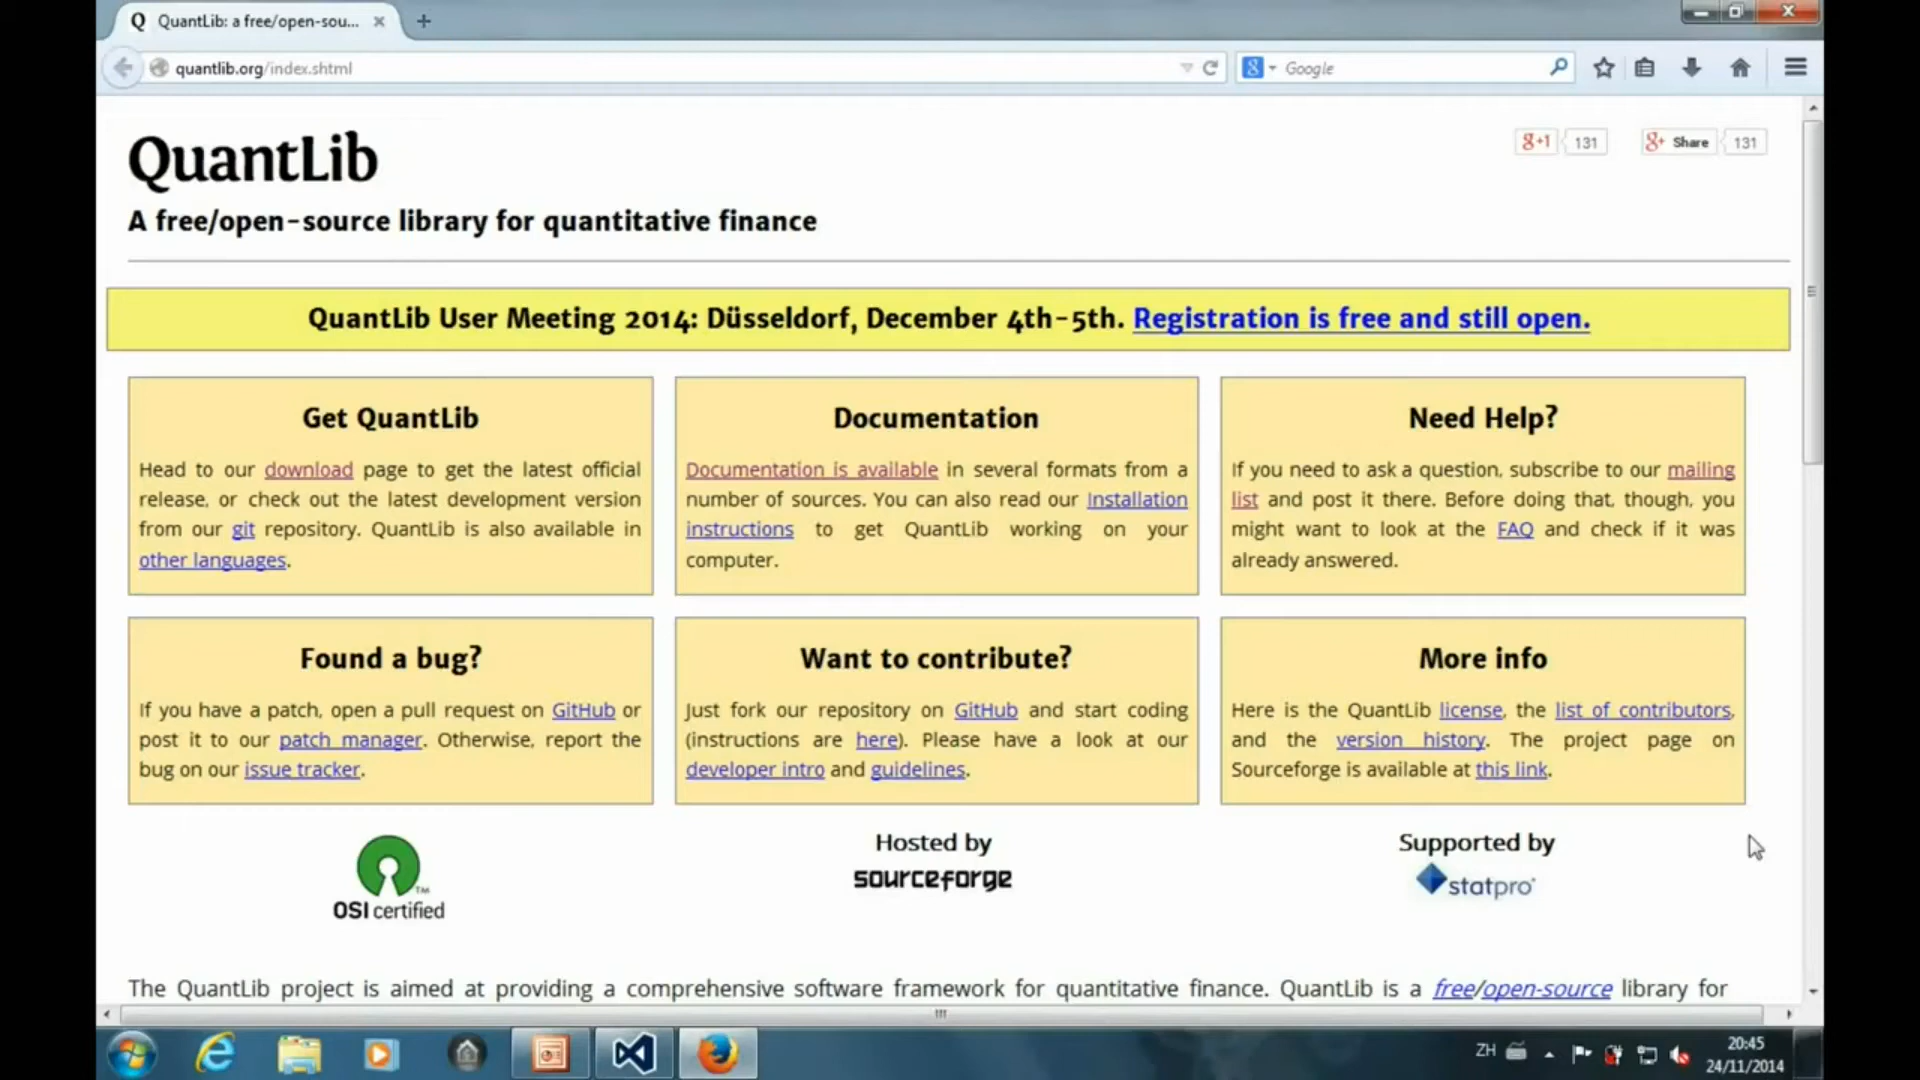 QuantLib: a free/open-sou...
quantlib.org/index.shtml
Google
QuantLib
g+1 131 g+ Share 131
A free/open-source library for quantitative finance
QuantLib User Meeting 2014: Düsseldorf, December 4th-5th. Registration is free and still open.
Get QuantLib
Head to our download page to get the latest official
release, or check out the latest development version
from our git repository. QuantLib is also available in
other languages.
Documentation
Documentation is available in several formats from a
number of sources. You can also read our Installation
instructions to get QuantLib working on your
computer.
Need Help?
If you need to ask a question, subscribe to our mailing
list and post it there. Before doing that, though, you
might want to look at the FAQ and check if it was
already answered.
Found a bug?
If you have a patch, open a pull request on GitHub or
post it to our patch manager. Otherwise, report the
bug on our issue tracker.
Want to contribute?
Just fork our repository on GitHub and start coding
(instructions are here). Please have a look at our
developer intro and guidelines.
More info
Here is the QuantLib license, the list of contributors,
and the version history. The project page on
Sourceforge is available at this link.
TM
OSI certified
Hosted by
sourceforge
Supported by
statpro
The QuantLib project is aimed at providing a comprehensive software framework for quantitative finance. QuantLib is a free/open-source library for
ZH
20:45
24/11/2014